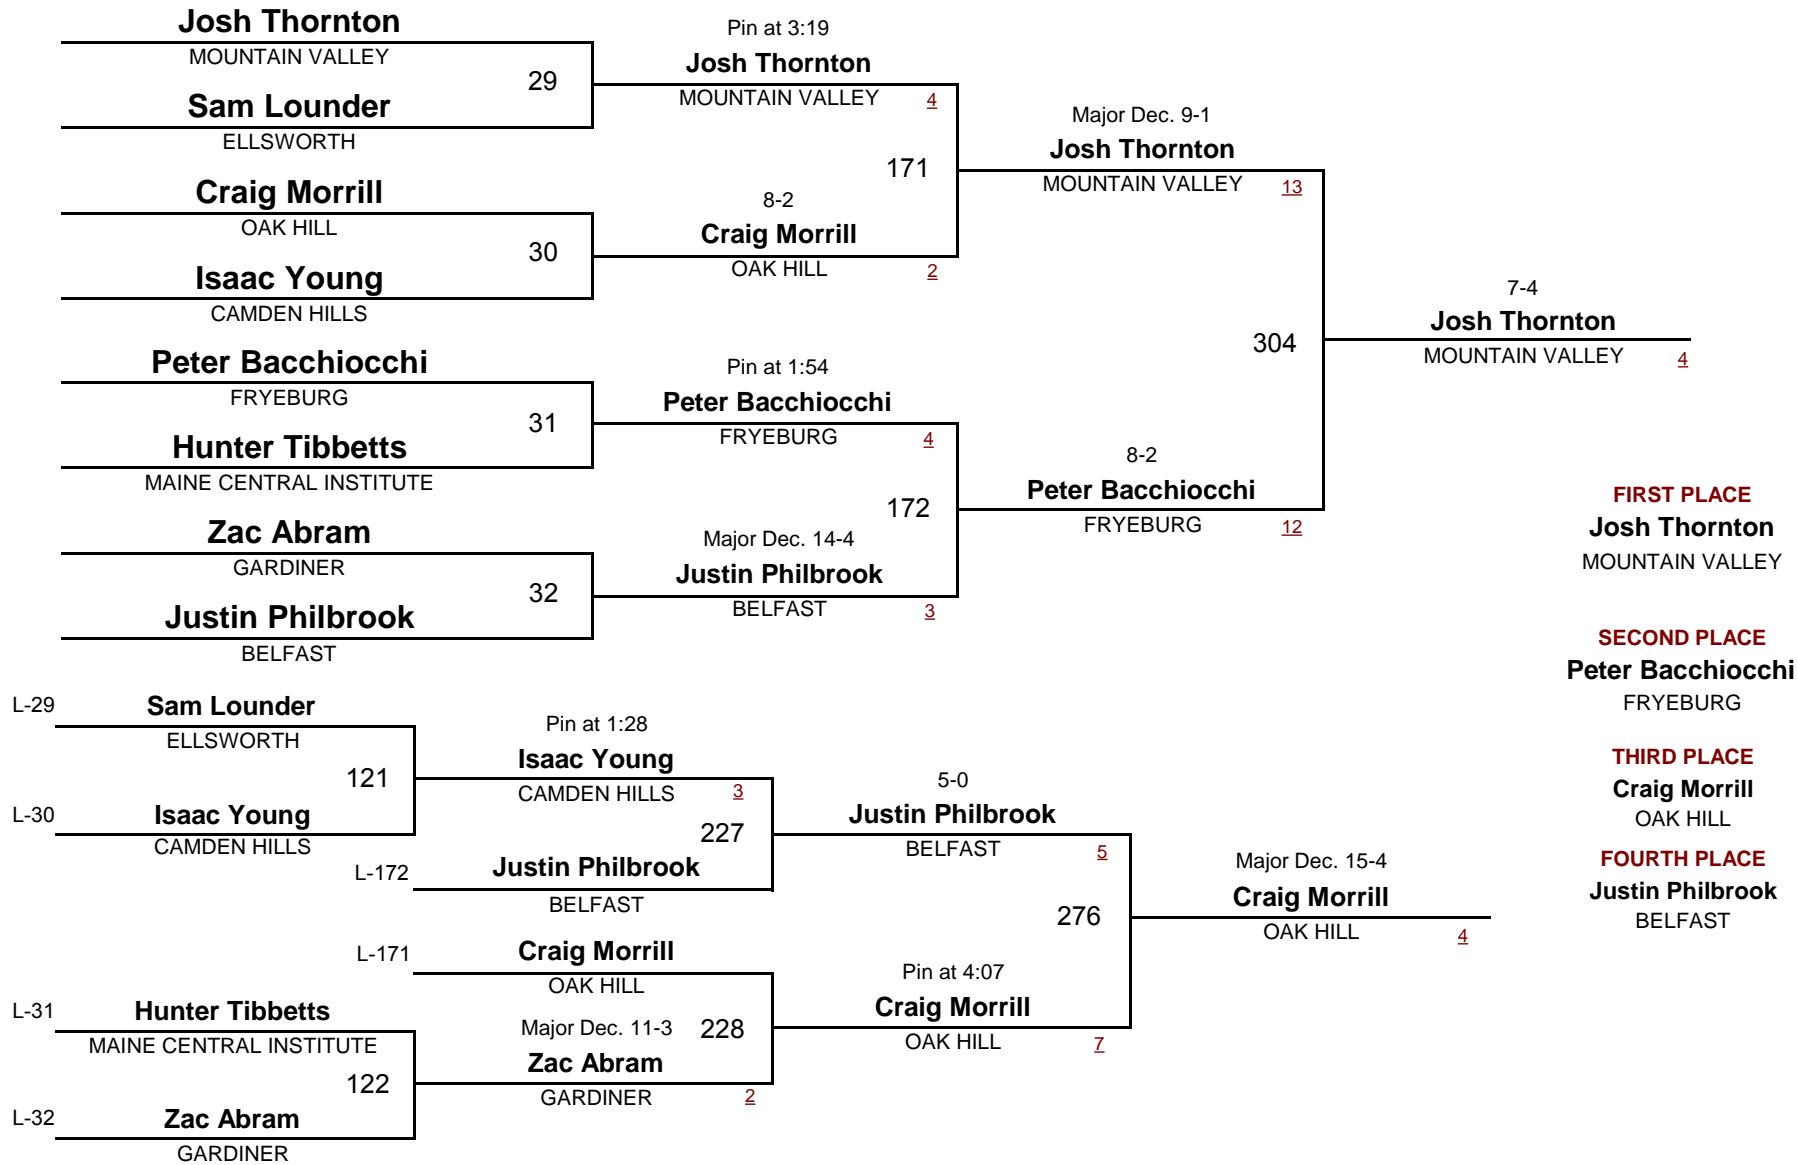 Josh Thornton
MOUNTAIN VALLEY
29
Sam Lounder
ELLSWORTH
Craig Morrill
OAK HILL
30
Isaac Young
CAMDEN HILLS
Peter Bacchiocchi
FRYEBURG
31
Hunter Tibbetts
MAINE CENTRAL INSTITUTE
Zac Abram
GARDINER
32
Justin Philbrook
BELFAST
Pin at 3:19
Josh Thornton
MOUNTAIN VALLEY 4
171
8-2
Craig Morrill
OAK HILL 2
Pin at 1:54
Peter Bacchiocchi
FRYEBURG 4
172
Major Dec. 14-4
Justin Philbrook
BELFAST 3
Major Dec. 9-1
Josh Thornton
MOUNTAIN VALLEY 13
304
8-2
Peter Bacchiocchi
FRYEBURG 12
7-4
Josh Thornton
MOUNTAIN VALLEY 4
FIRST PLACE
Josh Thornton
MOUNTAIN VALLEY
SECOND PLACE
Peter Bacchiocchi
FRYEBURG
THIRD PLACE
Craig Morrill
OAK HILL
FOURTH PLACE
Justin Philbrook
BELFAST
L-29 Sam Lounder
ELLSWORTH
121
L-30 Isaac Young
CAMDEN HILLS
Pin at 1:28
Isaac Young
CAMDEN HILLS 3
227
L-172 Justin Philbrook
BELFAST
L-171 Craig Morrill
OAK HILL
228
L-31 Hunter Tibbetts
MAINE CENTRAL INSTITUTE
122
L-32 Zac Abram
GARDINER
Major Dec. 11-3
Zac Abram
GARDINER 2
5-0
Justin Philbrook
BELFAST 5
276
Pin at 4:07
Craig Morrill
OAK HILL 7
Major Dec. 15-4
Craig Morrill
OAK HILL 4